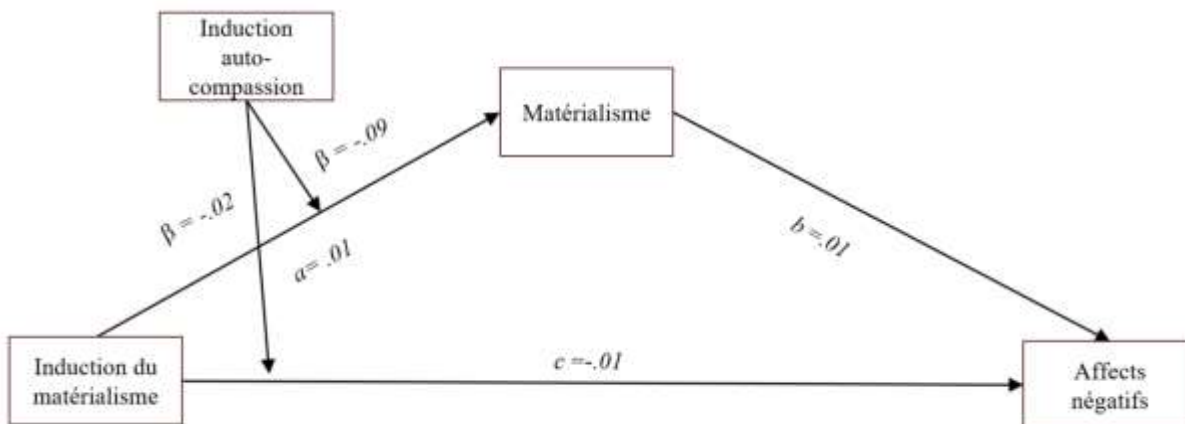 Induction
auto-
compassion
Matérialisme
β = -.09
β = -.02
a= .01
b =.01
Induction du
matérialisme
c =-.01
Affects
négatifs